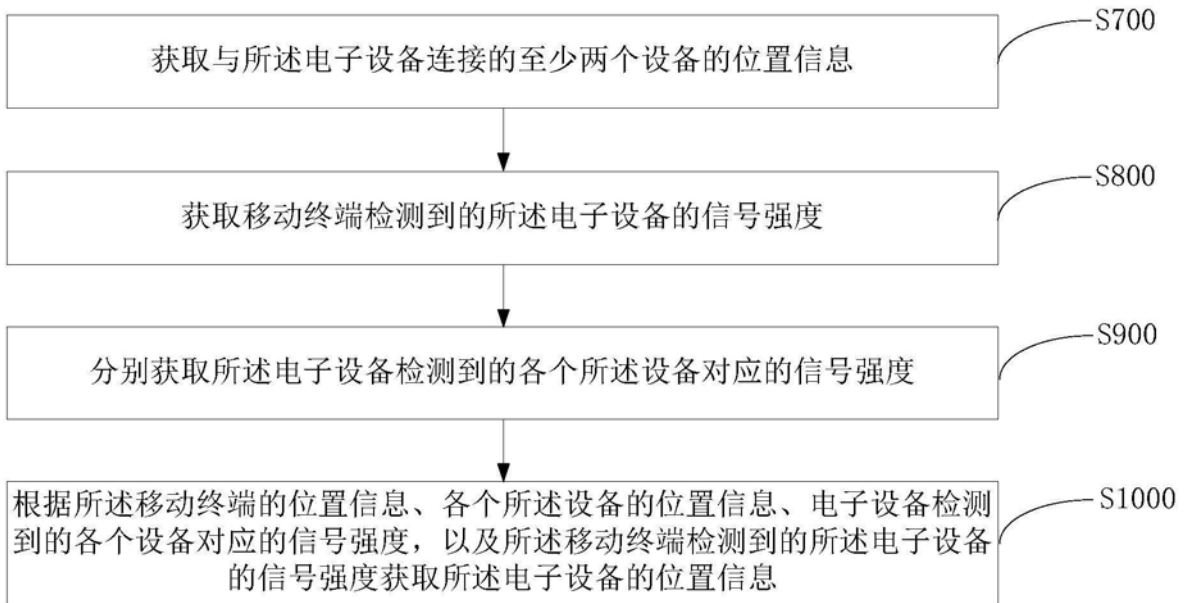 S700
获取与所述电子设备连接的至少两个设备的位置信息
S800
获取移动终端检测到的所述电子设备的信号强度
S900
分别获取所述电子设备检测到的各个所述设备对应的信号强度
S1000
根据所述移动终端的位置信息、各个所述设备的位置信息、电子设备检测
到的各个设备对应的信号强度，以及所述移动终端检测到的所述电子设备
的信号强度获取所述电子设备的位置信息